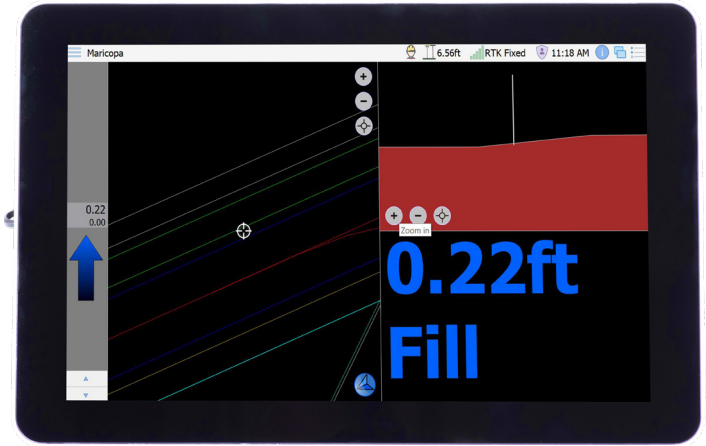 Maricopa
6.56ft
RTK Fixed
11:18 AM
0.22
0.00
Zoom in
0.22ft
Fill